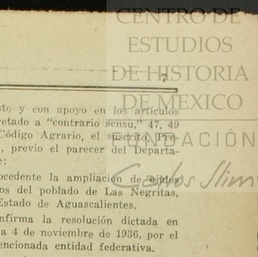 CENTRO DE
ESTUDIOS
DE HISTORIA
DE MEXICO
7
FUNDACIÓN
Carlos Slim
to y con apoyo en los artículos
retado a "contrario sensu," 47, 49
Código Agrario, el suscrito, Pre-
, previo el parecer del Departa-
e:
ocedente la ampliación de ejidos
os del poblado de Las Negritas,
Estado de Aguascalientes.
nfirma la resolución dictada en
a 4 de noviembre de 1936, por el
encionada entidad federativa.